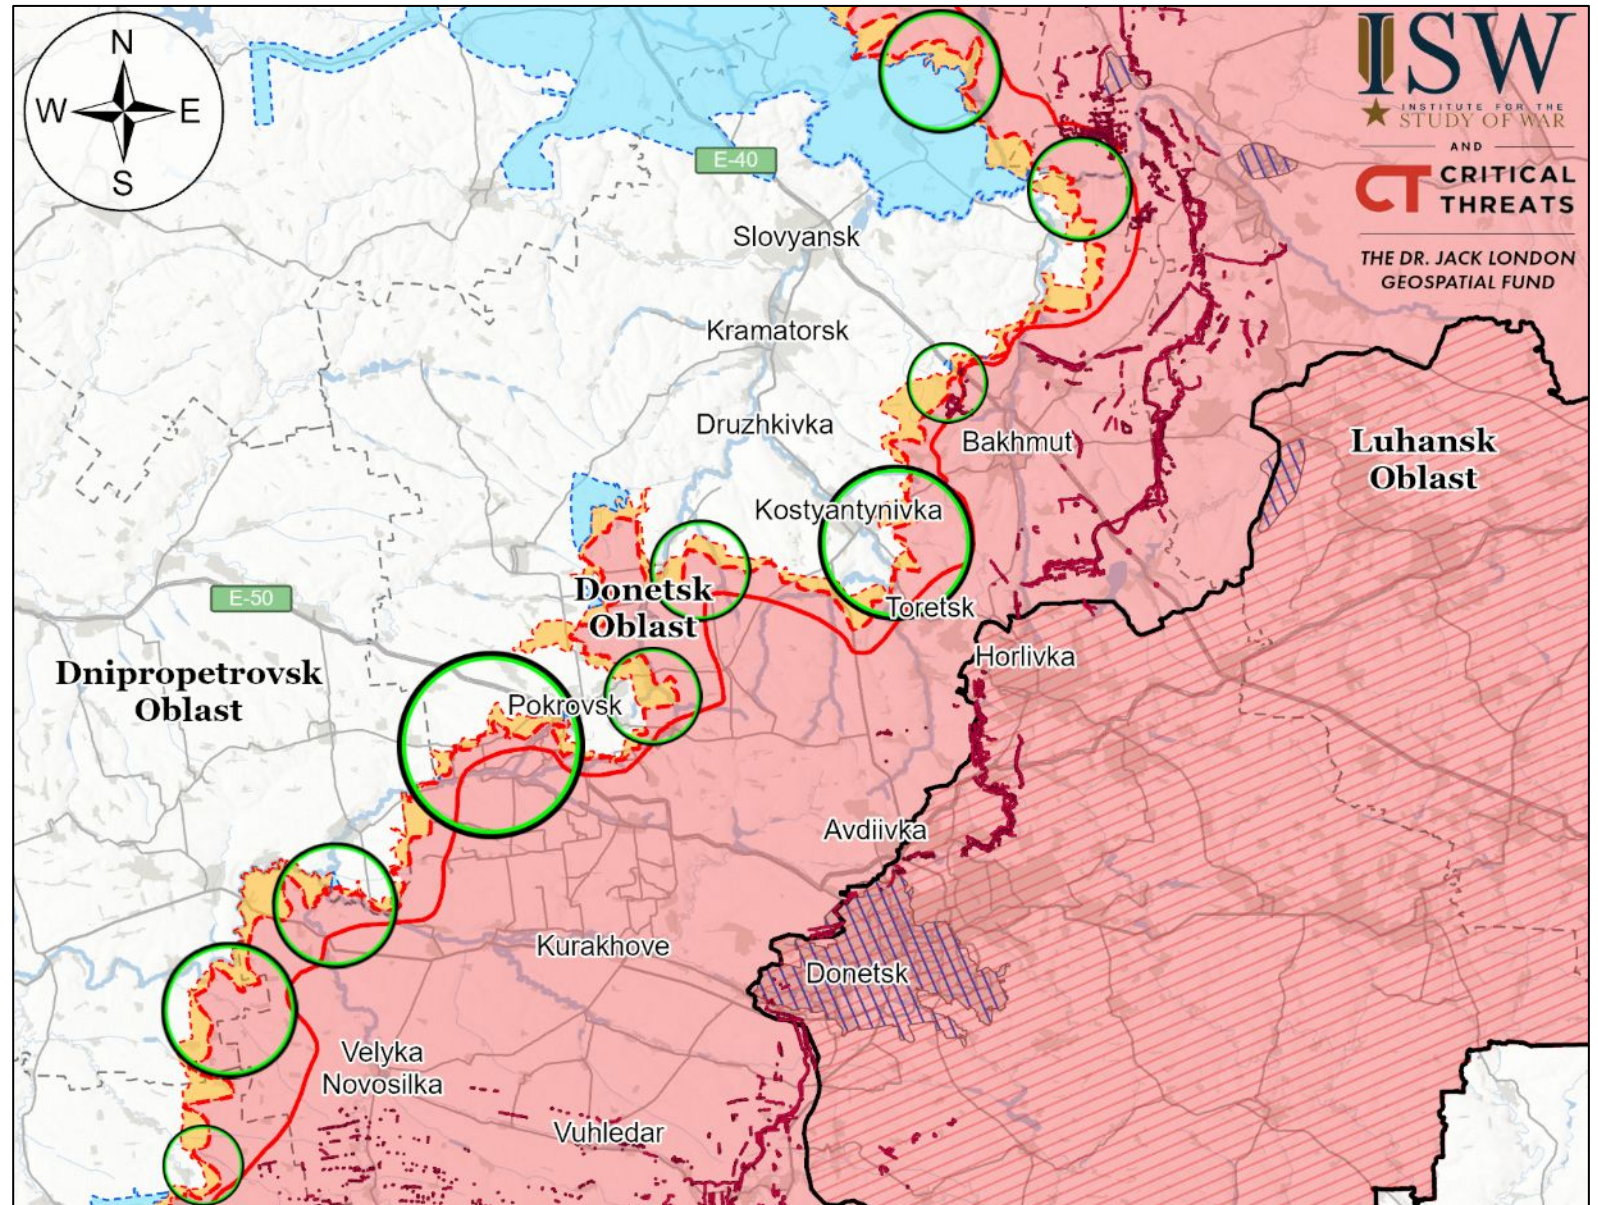 N
W E
S
ISW
INSTITUTE FOR THE
STUDY OF WAR
AND
CT CRITICAL
THREATS
THE DR. JACK LONDON
GEOSPATIAL FUND
E-40
Slovyansk
Kramatorsk
Druzhkivka
Bakhmut
Luhansk
Oblast
Kostyantynivka
E-50
Donetsk
Oblast
Toretsk
Horlivka
Dnipropetrovsk
Oblast
Pokrovsk
Avdiivka
Kurakhove
Donetsk
Velyka
Novosilka
Vuhledar